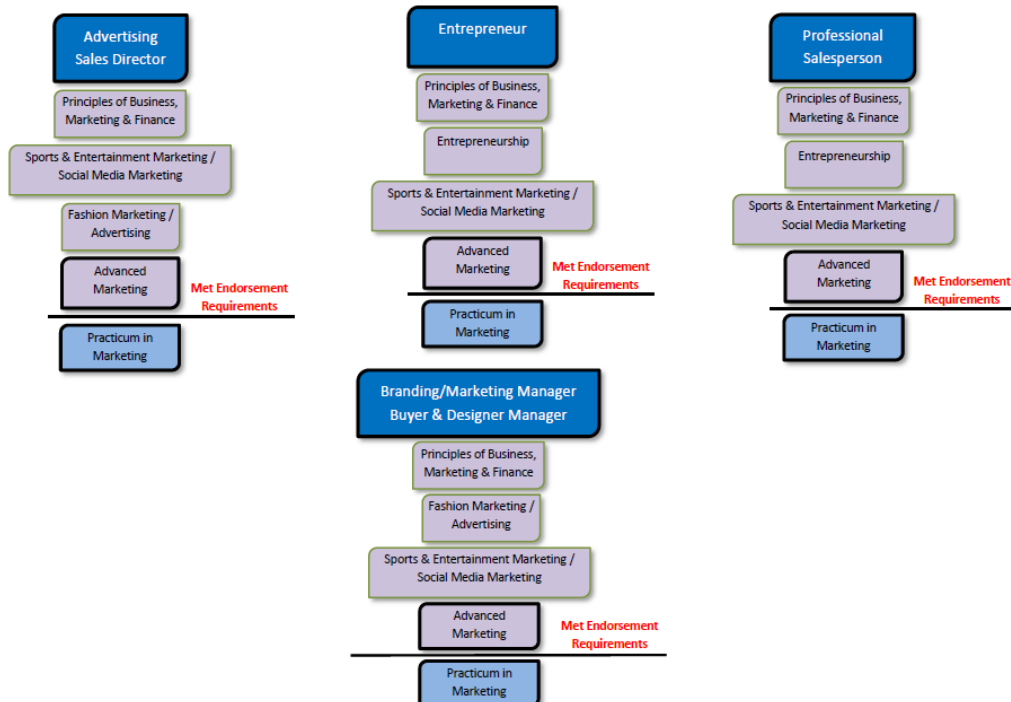 Advertising
Sales Director
Principles of Business,
Marketing & Finance
Sports & Entertainment Marketing /
Social Media Marketing
Fashion Marketing /
Advertising
Advanced
Marketing
Met Endorsement
Requirements
Practicum in
Marketing
Entrepreneur
Principles of Business,
Marketing & Finance
Entrepreneurship
Sports & Entertainment Marketing /
Social Media Marketing
Advanced
Marketing
Met Endorsement
Requirements
Practicum in
Marketing
Professional
Salesperson
Principles of Business,
Marketing & Finance
Entrepreneurship
Sports & Entertainment Marketing /
Social Media Marketing
Advanced
Marketing
Met Endorsement
Requirements
Practicum in
Marketing
Branding/Marketing Manager
Buyer & Designer Manager
Principles of Business,
Marketing & Finance
Fashion Marketing /
Advertising
Sports & Entertainment Marketing /
Social Media Marketing
Advanced
Marketing
Met Endorsement
Requirements
Practicum in
Marketing